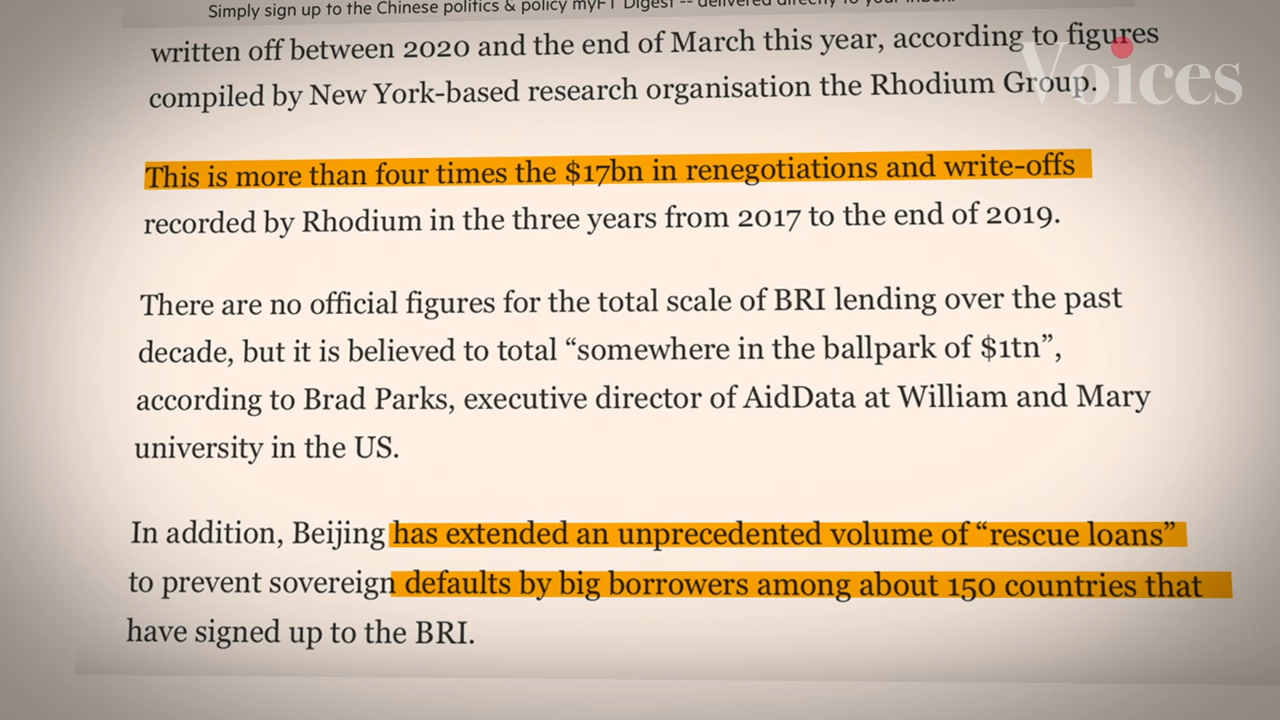 Simply sign up to the Chinese politics & policy myFT Digest -- delivered directly to your inbox.
written off between 2020 and the end of March this year, according to figures
compiled by New York-based research organisation the Rhodium Group.
Voices
This is more than four times the $17bn in renegotiations and write-offs
recorded by Rhodium in the three years from 2017 to the end of 2019.
There are no official figures for the total scale of BRI lending over the past
decade, but it is believed to total “somewhere in the ballpark of $1tn”,
according to Brad Parks, executive director of AidData at William and Mary
university in the US.
In addition, Beijing has extended an unprecedented volume of “rescue loans”
to prevent sovereign defaults by big borrowers among about 150 countries that
have signed up to the BRI.